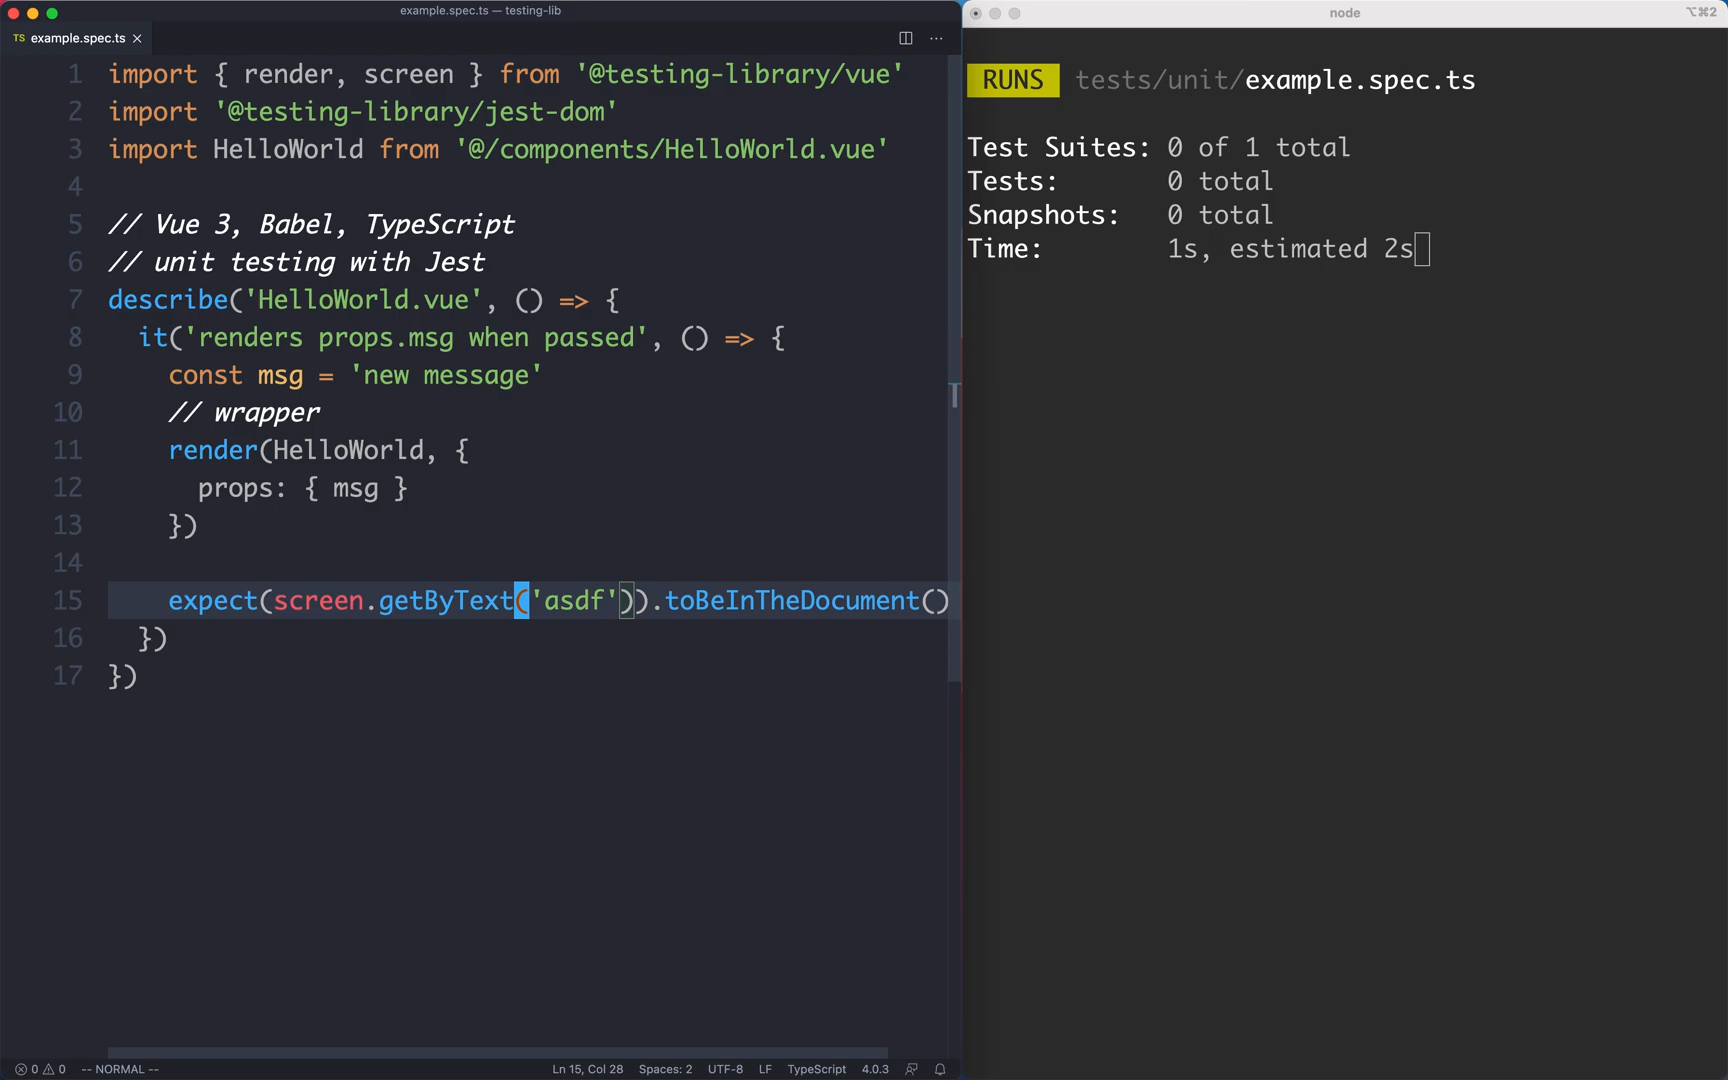 example.spec.ts — testing-lib
TS example.spec.ts ×
1 import { render, screen } from '@testing-library/vue'
2 import '@testing-library/jest-dom'
3 import HelloWorld from '@/components/HelloWorld.vue'
4
5 // Vue 3, Babel, TypeScript
6 // unit testing with Jest
7 describe('HelloWorld.vue', () => {
8   it('renders props.msg when passed', () => {
9     const msg = 'new message'
10     // wrapper
11     render(HelloWorld, {
12       props: { msg }
13     })
14
15     expect(screen.getByText('asdf')).toBeInTheDocument()
16   })
17 })
0 0 -- NORMAL -- Ln 15, Col 28 Spaces: 2 UTF-8 LF TypeScript 4.0.3
node ⌥⌘2
RUNS tests/unit/example.spec.ts
Test Suites: 0 of 1 total
Tests: 0 total
Snapshots: 0 total
Time: 1s, estimated 2s